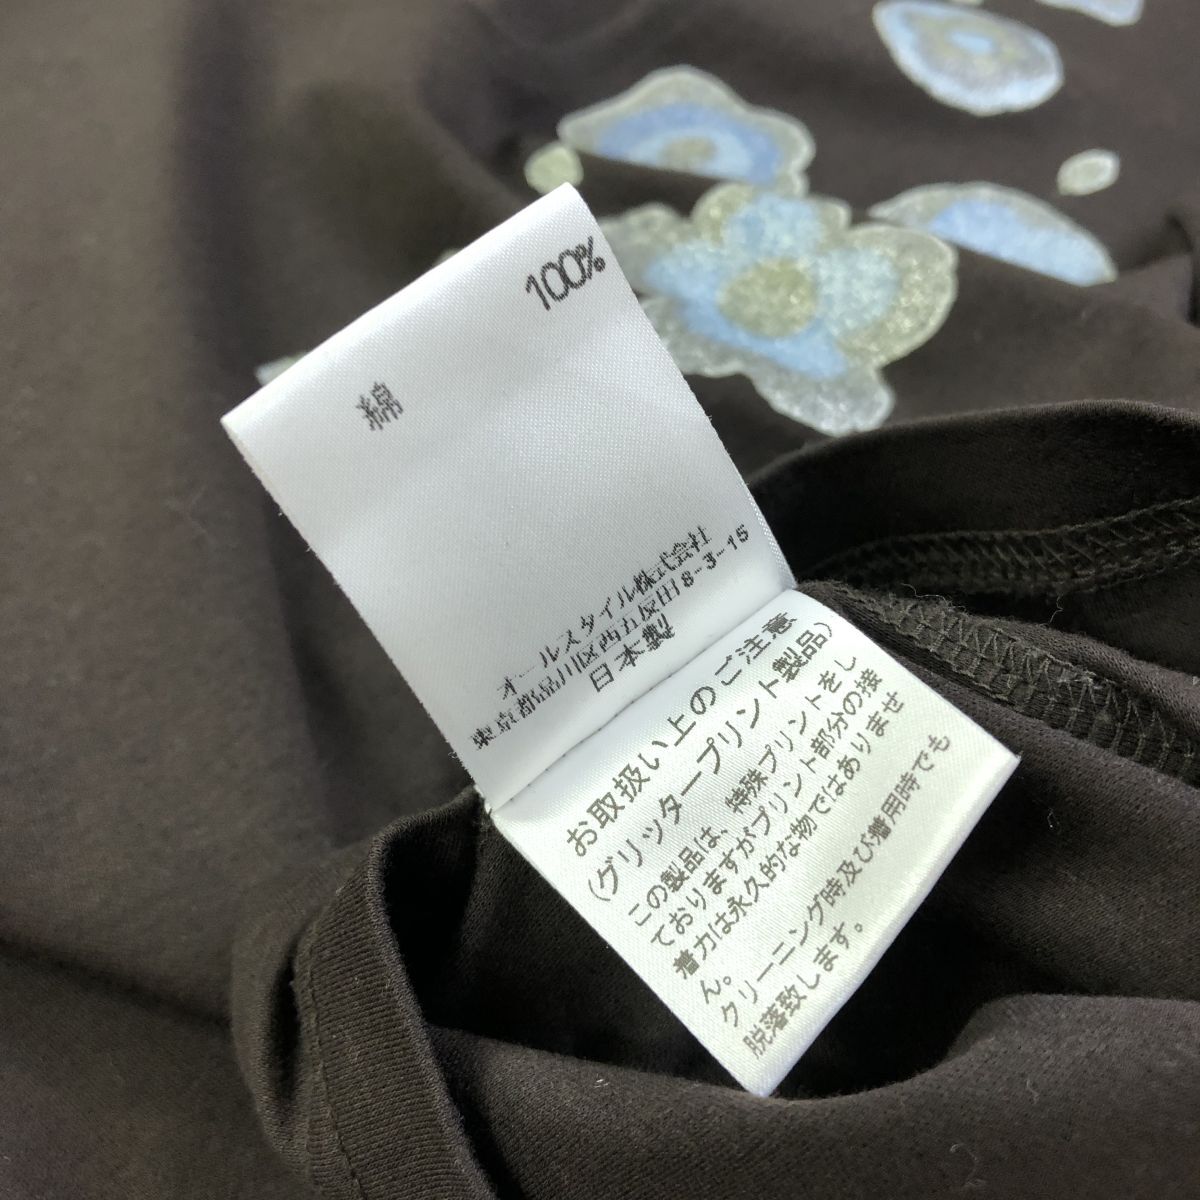 綿 100%
オールスタイル株式会社
東京都品川区西五反田8-3-15
日本製
お取扱い上のご注意
(グリッタープリント製品)
この製品は、特殊プリントをし
ておりますがプリント部分の接
着力は永久的な物ではありませ
ん。
クリーニング時及び着用時でも
脱落致します。